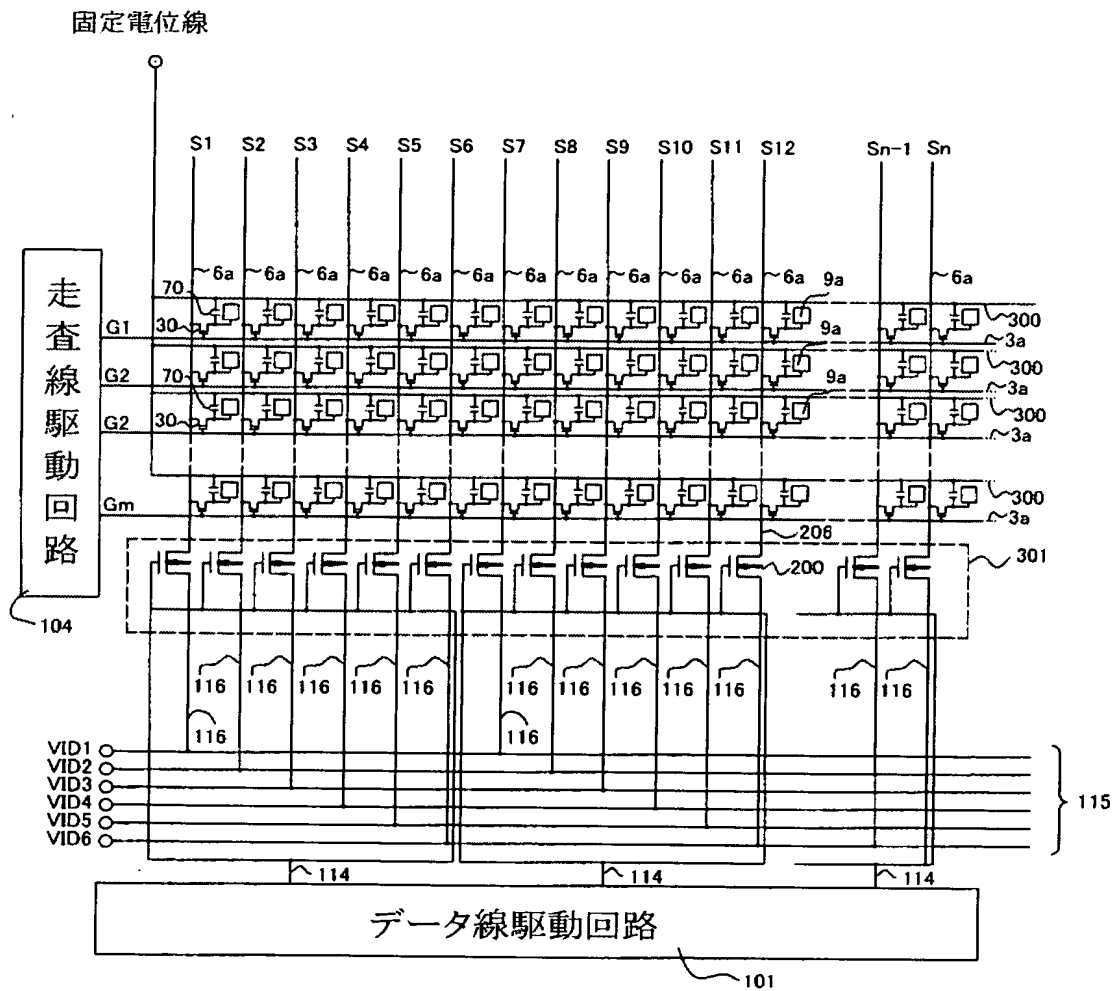 固定電位線
S1 S2 S3 S4 S5 S6 S7 S8 S9 S10 S11 S12 Sn-1 Sn
6a 6a 6a 6a 6a 6a 6a 6a 6a 6a 6a 6a 9a 6a 6a
走査線駆動回路
70
G1 30 300
9a 3a
G2 70 300
9a 3a
G2 30 300
3a
300
Gm 3a
206
200 301
104
116 116 116 116 116 116 116 116 116 116 116 116
116 116
VID1
VID2
VID3
VID4
VID5
VID6
115
114 114 114
データ線駆動回路
101